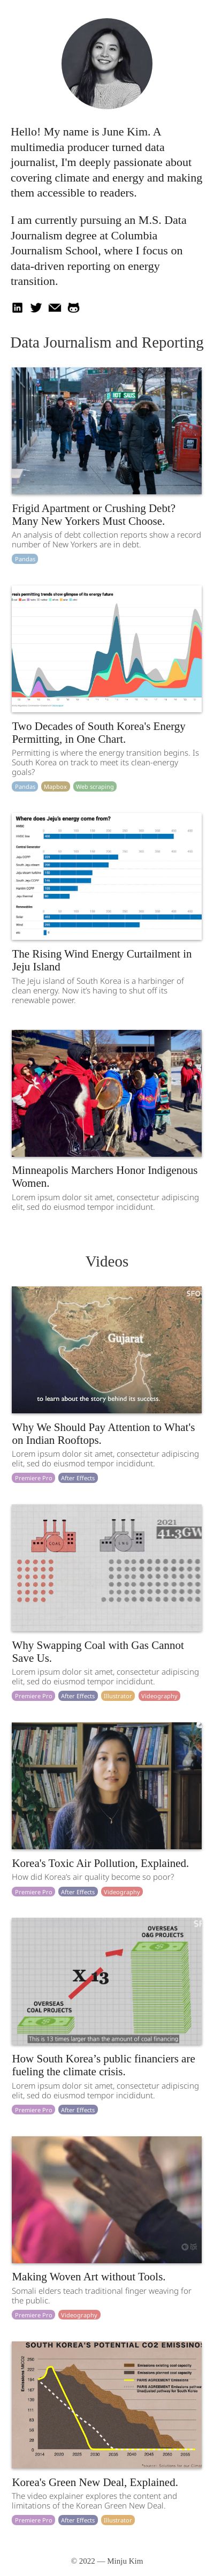 Hello! My name is June Kim. A
multimedia producer turned data
journalist, I'm deeply passionate about
covering climate and energy and making
them accessible to readers.
I am currently pursuing an M.S. Data
Journalism degree at Columbia
Journalism School, where I focus on
data-driven reporting on energy
transition.
Data Journalism and Reporting
Frigid Apartment or Crushing Debt?
Many New Yorkers Must Choose.
An analysis of debt collection reports show a record
number of New Yorkers are in debt.
Pandas
Two Decades of South Korea's Energy
Permitting, in One Chart.
Permitting is where the energy transition begins. Is
South Korea on track to meet its clean-energy
goals?
Pandas Mapbox Web scraping
Where does Jeju's energy come from?
The Rising Wind Energy Curtailment in
Jeju Island
The Jeju island of South Korea is a harbinger of
clean energy. Now it's having to shut off its
renewable power.
Minneapolis Marchers Honor Indigenous
Women.
Lorem ipsum dolor sit amet, consectetur adipiscing
elit, sed do eiusmod tempor incididunt.
Videos
SFO
Gujarat
to learn about the story behind its success.
Why We Should Pay Attention to What's
on Indian Rooftops.
Lorem ipsum dolor sit amet, consectetur adipiscing
elit, sed do eiusmod tempor incididunt.
Premiere Pro After Effects
COAL
2021
41.3GW
Why Swapping Coal with Gas Cannot
Save Us.
Lorem ipsum dolor sit amet, consectetur adipiscing
elit, sed do eiusmod tempor incididunt.
Premiere Pro After Effects Illustrator Videography
Korea's Toxic Air Pollution, Explained.
How did Korea's air quality become so poor?
Premiere Pro After Effects Videography
OVERSEAS
O&G PROJECTS
X 13
OVERSEAS
COAL PROJECTS
This is 13 times larger than the amount of coal financing
How South Korea’s public financiers are
fueling the climate crisis.
Lorem ipsum dolor sit amet, consectetur adipiscing
elit, sed do eiusmod tempor incididunt.
Premiere Pro After Effects
Making Woven Art without Tools.
Somali elders teach traditional finger weaving for
the public.
Premiere Pro Videography
SOUTH KOREA'S POTENTIAL CO2 EMISSIONS
Korea's Green New Deal, Explained.
The video explainer explores the content and
limitations of the Korean Green New Deal.
Premiere Pro After Effects Illustrator
© 2022 — Minju Kim